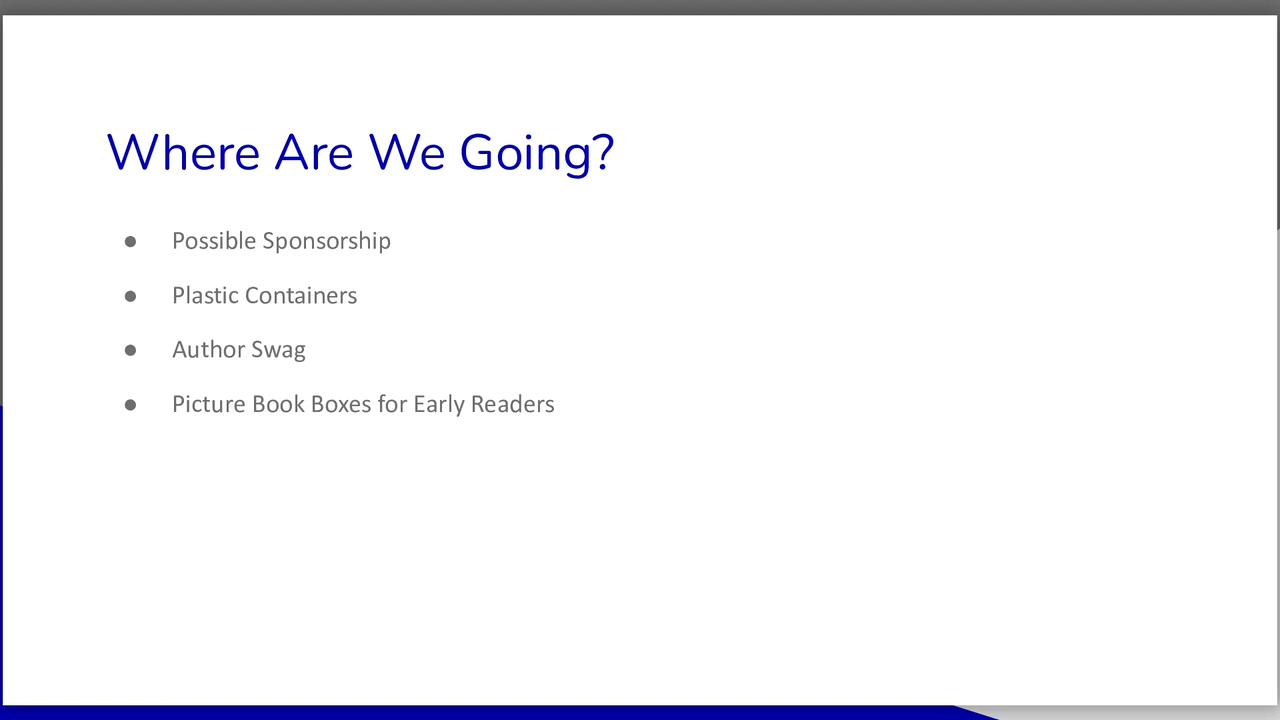 Where Are We Going?
● Possible Sponsorship
● Plastic Containers
● Author Swag
● Picture Book Boxes for Early Readers